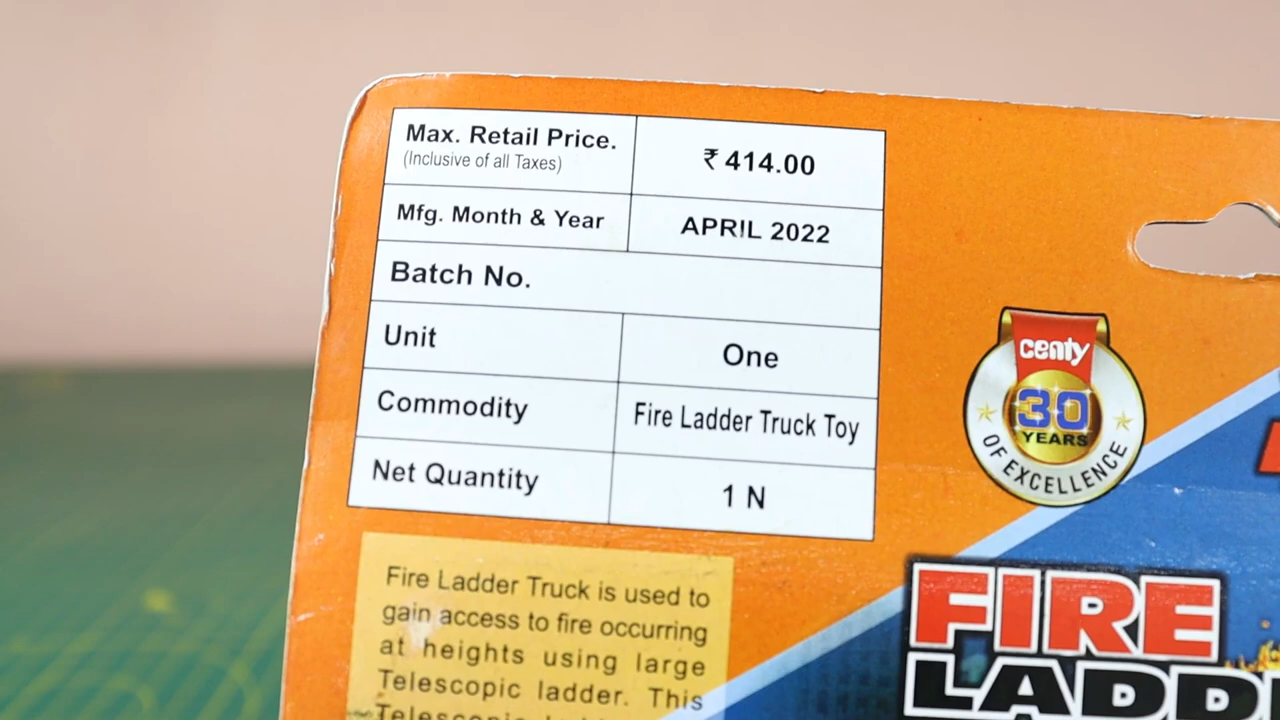 Max. Retail Price. ₹ 414.00
(Inclusive of all Taxes)
Mfg. Month & Year APRIL 2022
Batch No.
Unit One
Commodity Fire Ladder Truck Toy
Net Quantity 1 N
centy
30
YEARS
OF EXCELLENCE
Fire Ladder Truck is used to
gain access to fire occurring
at heights using large
Telescopic ladder. This
Telescopic
FIRE
LADD